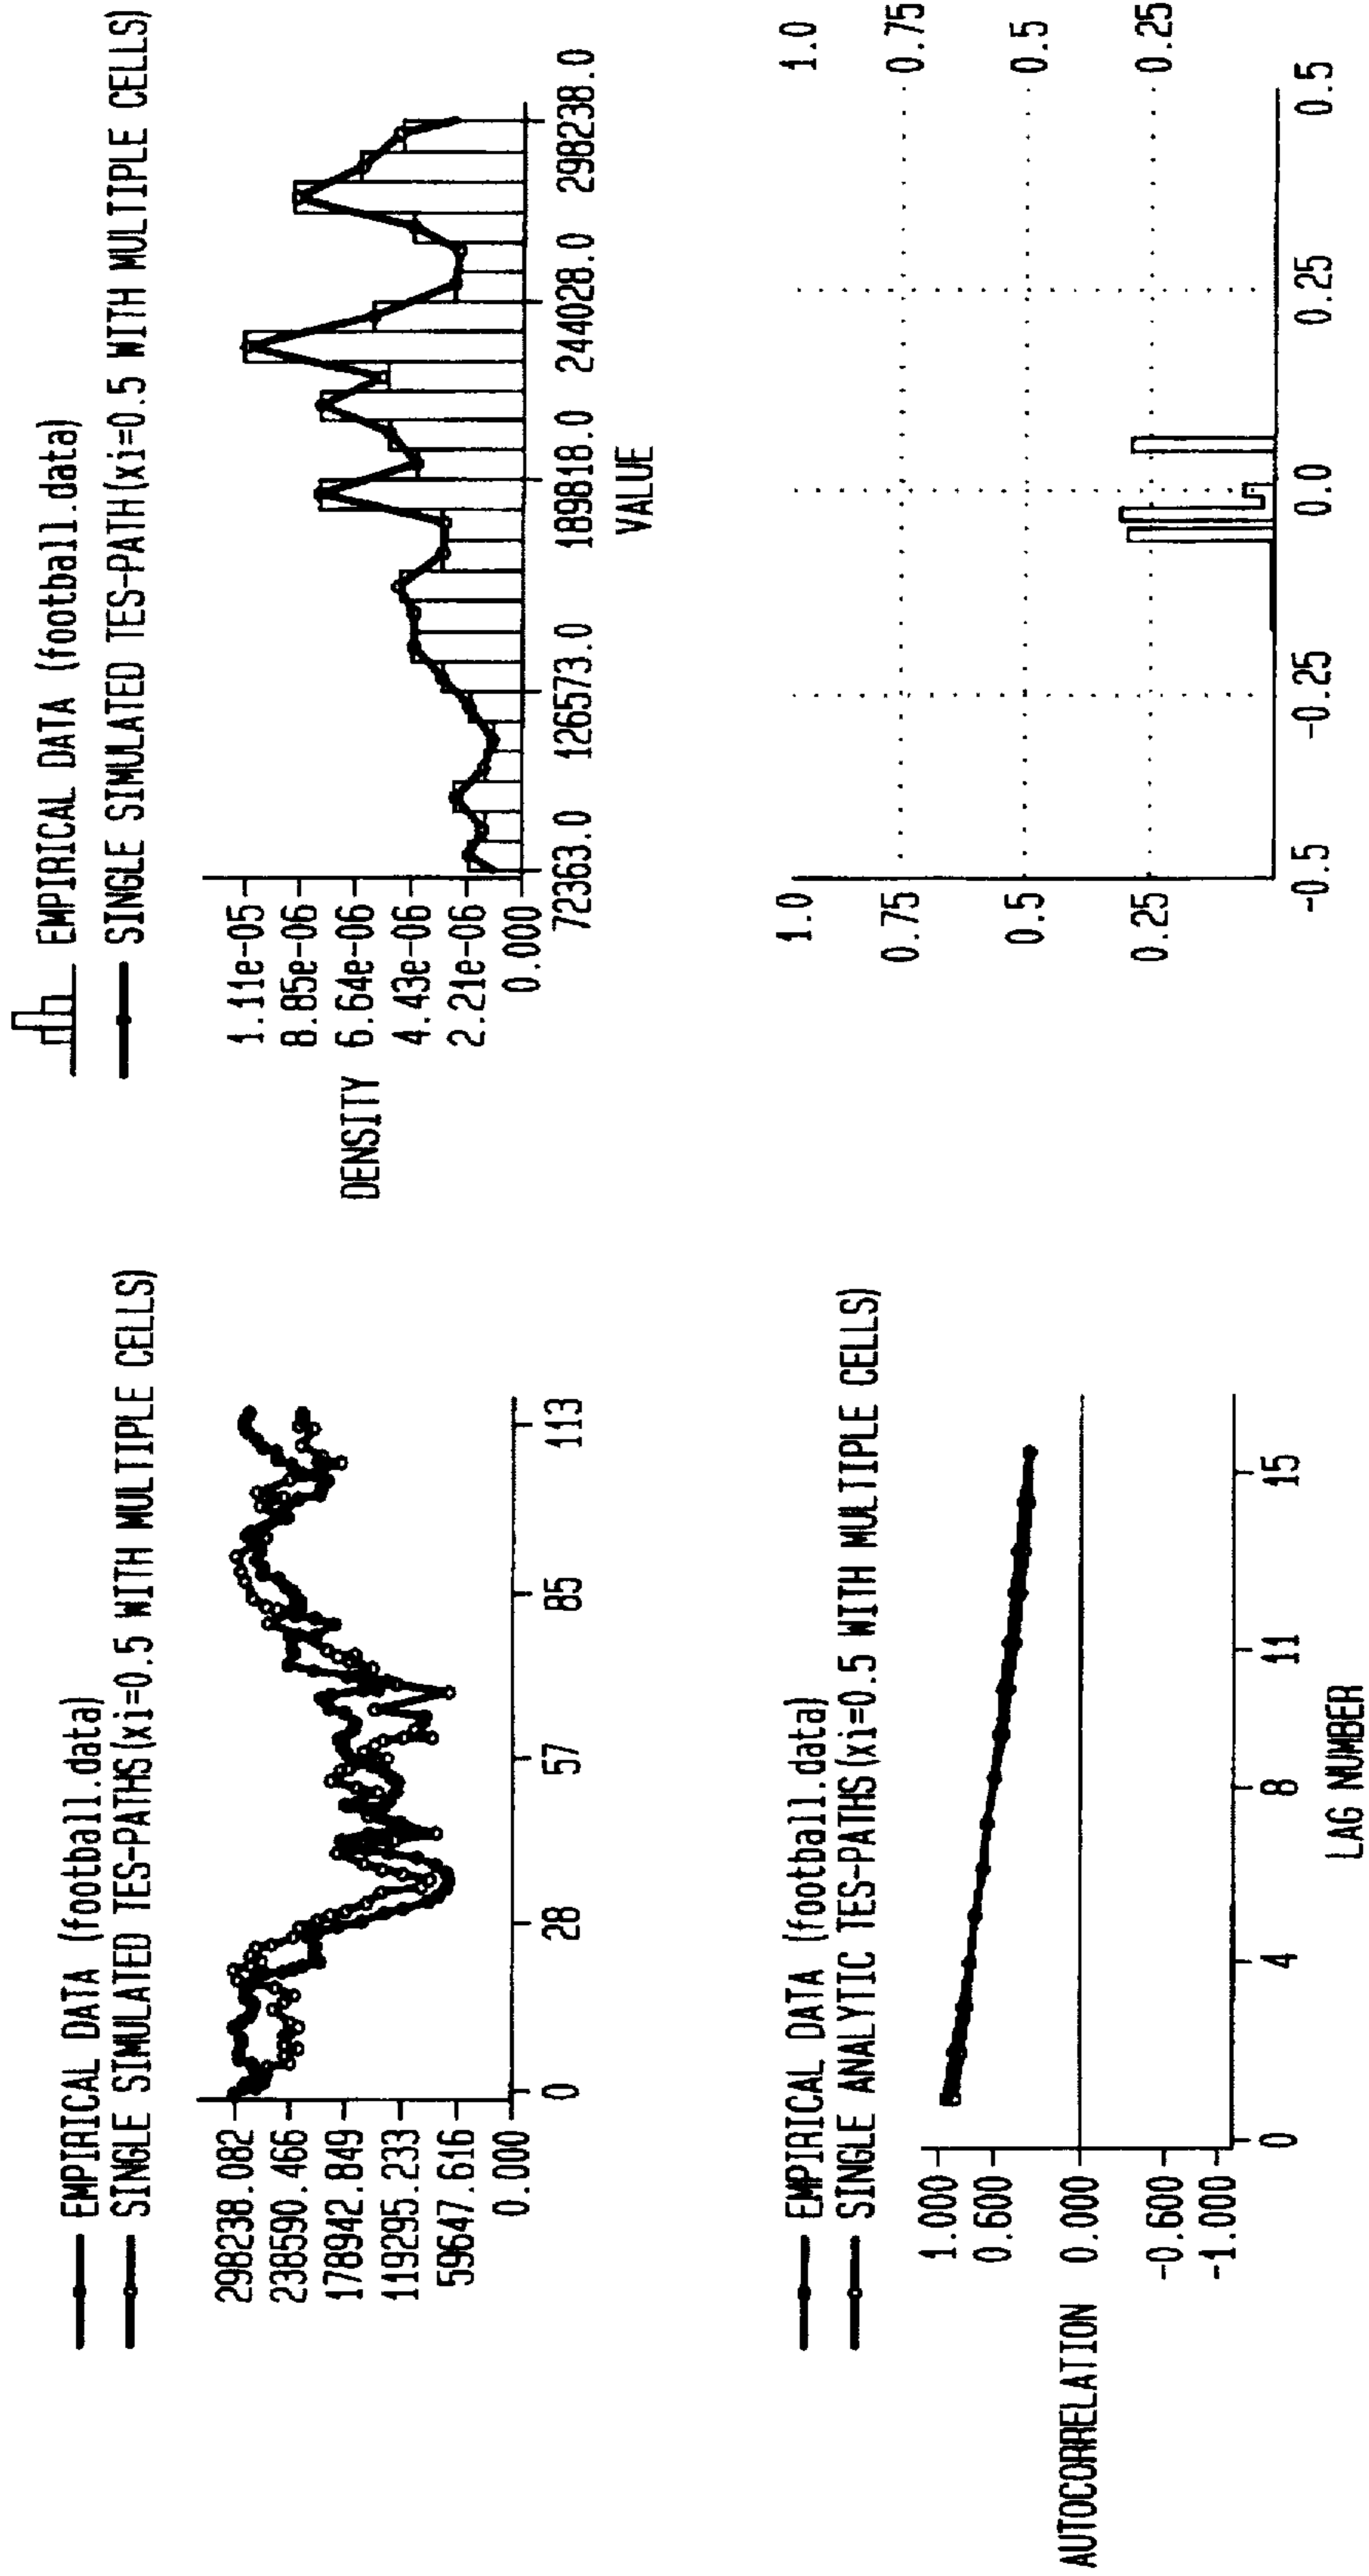 EMPIRICAL DATA (football.data)
SINGLE SIMULATED TES-PATHS(xi=0.5 WITH MULTIPLE CELLS)
298238.082
238590.466
178942.849
119295.233
59647.616
0.000
0 28 57 85 113
EMPIRICAL DATA (football.data)
SINGLE SIMULATED TES-PATH(xi=0.5 WITH MULTIPLE CELLS)
1.11e-05
8.85e-06
DENSITY 6.64e-06
4.43e-06
2.21e-06
0.000
72363.0 126573.0 189818.0 244028.0 298238.0
VALUE
EMPIRICAL DATA (football.data)
SINGLE ANALYTIC TES-PATHS(xi=0.5 WITH MULTIPLE CELLS)
1.000
0.600
AUTOCORRELATION 0.000
-0.600
-1.000
0 4 8 11 15
LAG NUMBER
1.0 1.0
0.75 0.75
0.5 0.5
0.25 0.25
-0.5 -0.25 0.0 0.25 0.5